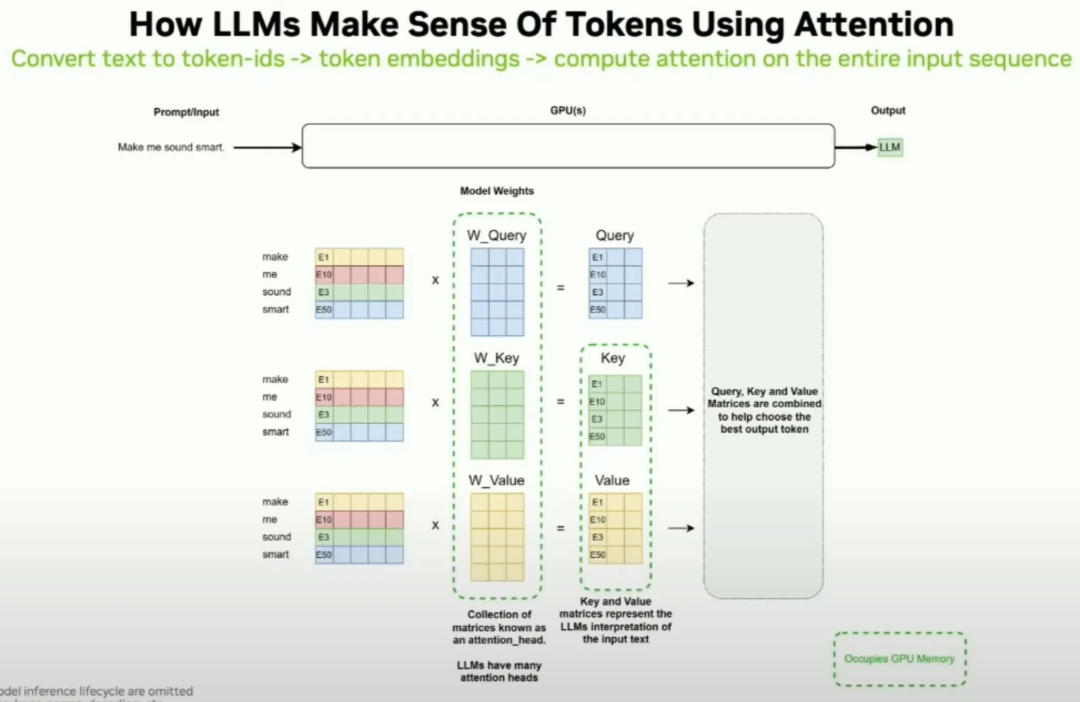 How LLMs Make Sense Of Tokens Using Attention
Convert text to token-ids -> token embeddings -> compute attention on the entire input sequence
Prompt/Input
GPU(s)
Output
Make me sound smart.
LLM
Model Weights
W_Query
Query
make
me
sound
smart
E1
E10
E3
E50
x
=
E1
E10
E3
E50
W_Key
Key
make
me
sound
smart
E1
E10
E3
E50
x
=
E1
E10
E3
E50
W_Value
Value
make
me
sound
smart
E1
E10
E3
E50
x
=
E1
E10
E3
E50
Query, Key and Value
Matrices are combined
to help choose the
best output token
Collection of
matrices known as
an attention_head.
LLMs have many
attention heads
Key and Value
matrices represent the
LLMs interpretation of
the input text
Occupies GPU Memory
inference lifecycle are omitted